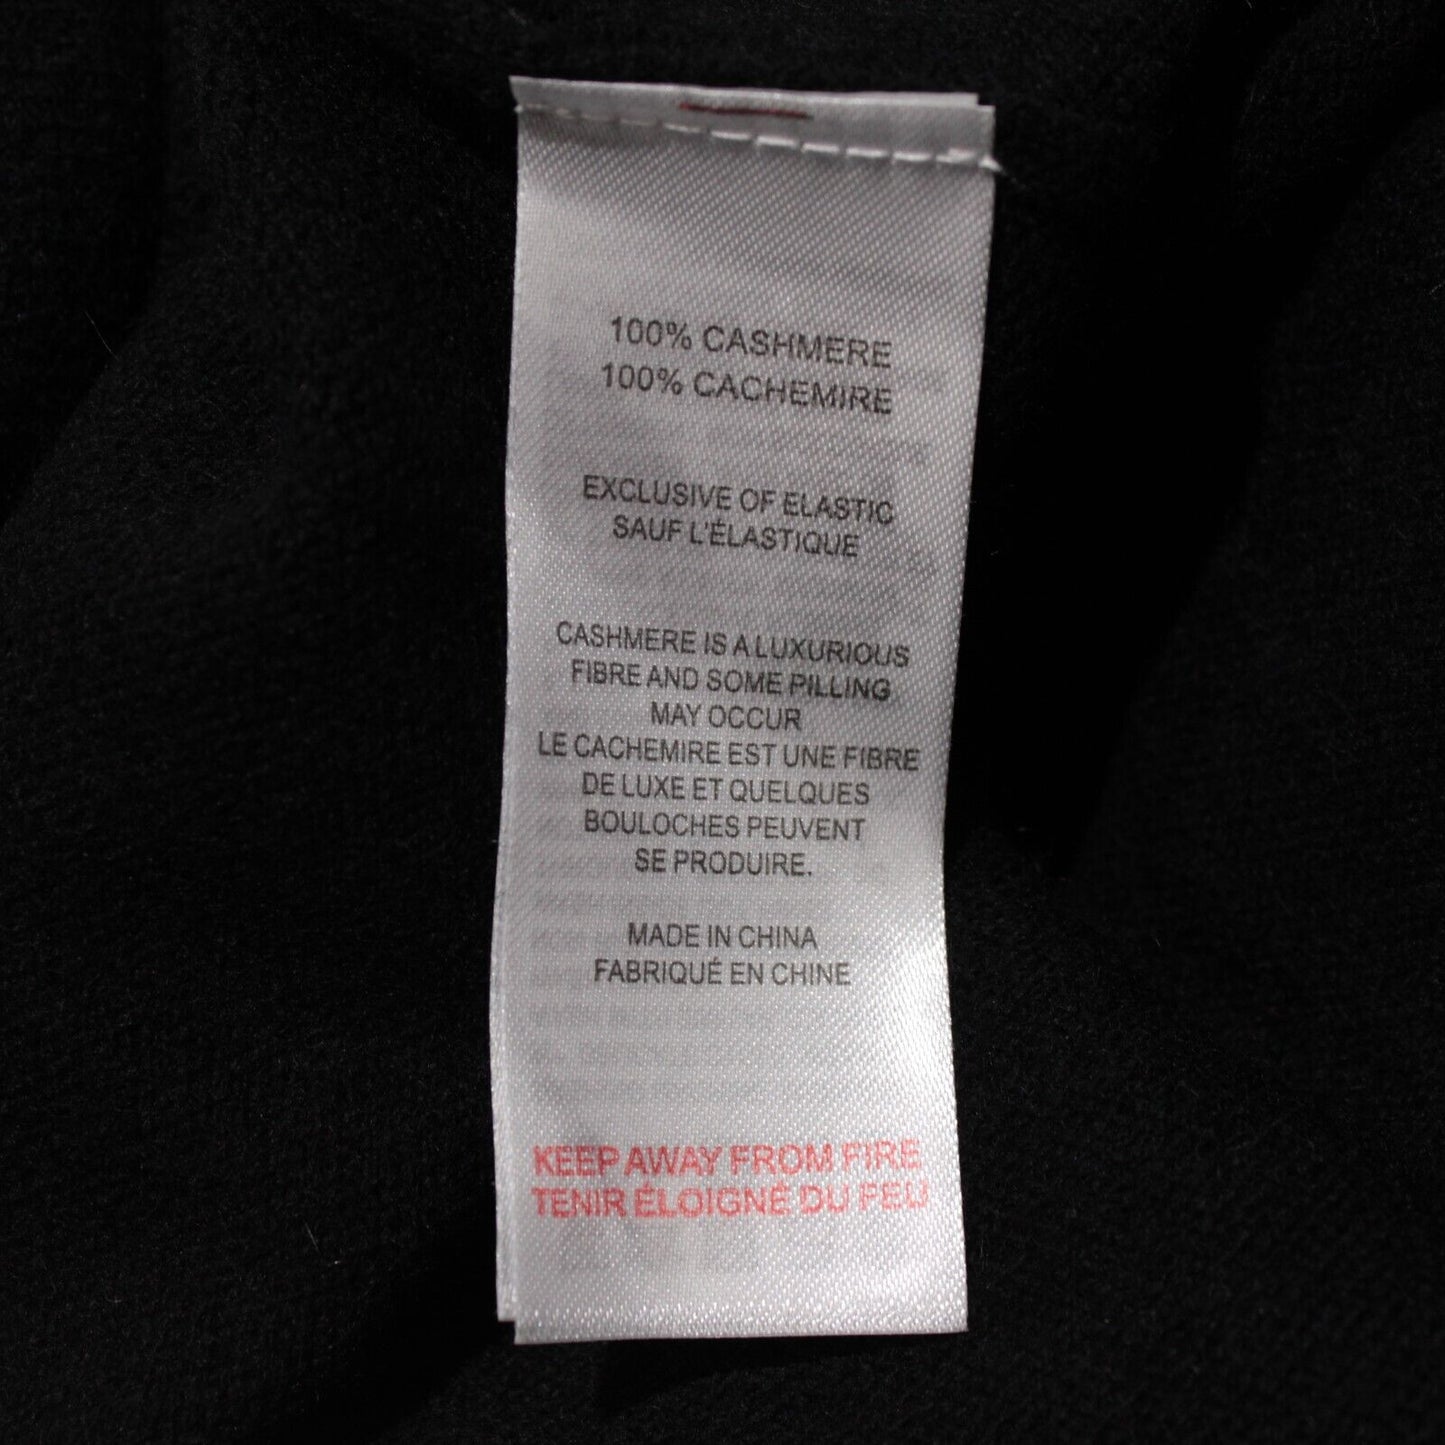 100% CASHMERE
100% CACHEMIRE
EXCLUSIVE OF ELASTIC
SAUF L'ÉLASTIQUE
CASHMERE IS A LUXURIOUS
FIBRE AND SOME PILLING
MAY OCCUR
LE CACHEMIRE EST UNE FIBRE
DE LUXE ET QUELQUES
BOULOCHES PEUVENT
SE PRODUIRE.
MADE IN CHINA
FABRIQUÉ EN CHINE
KEEP AWAY FROM FIRE
TENIR ÉLOIGNÉ DU FEU